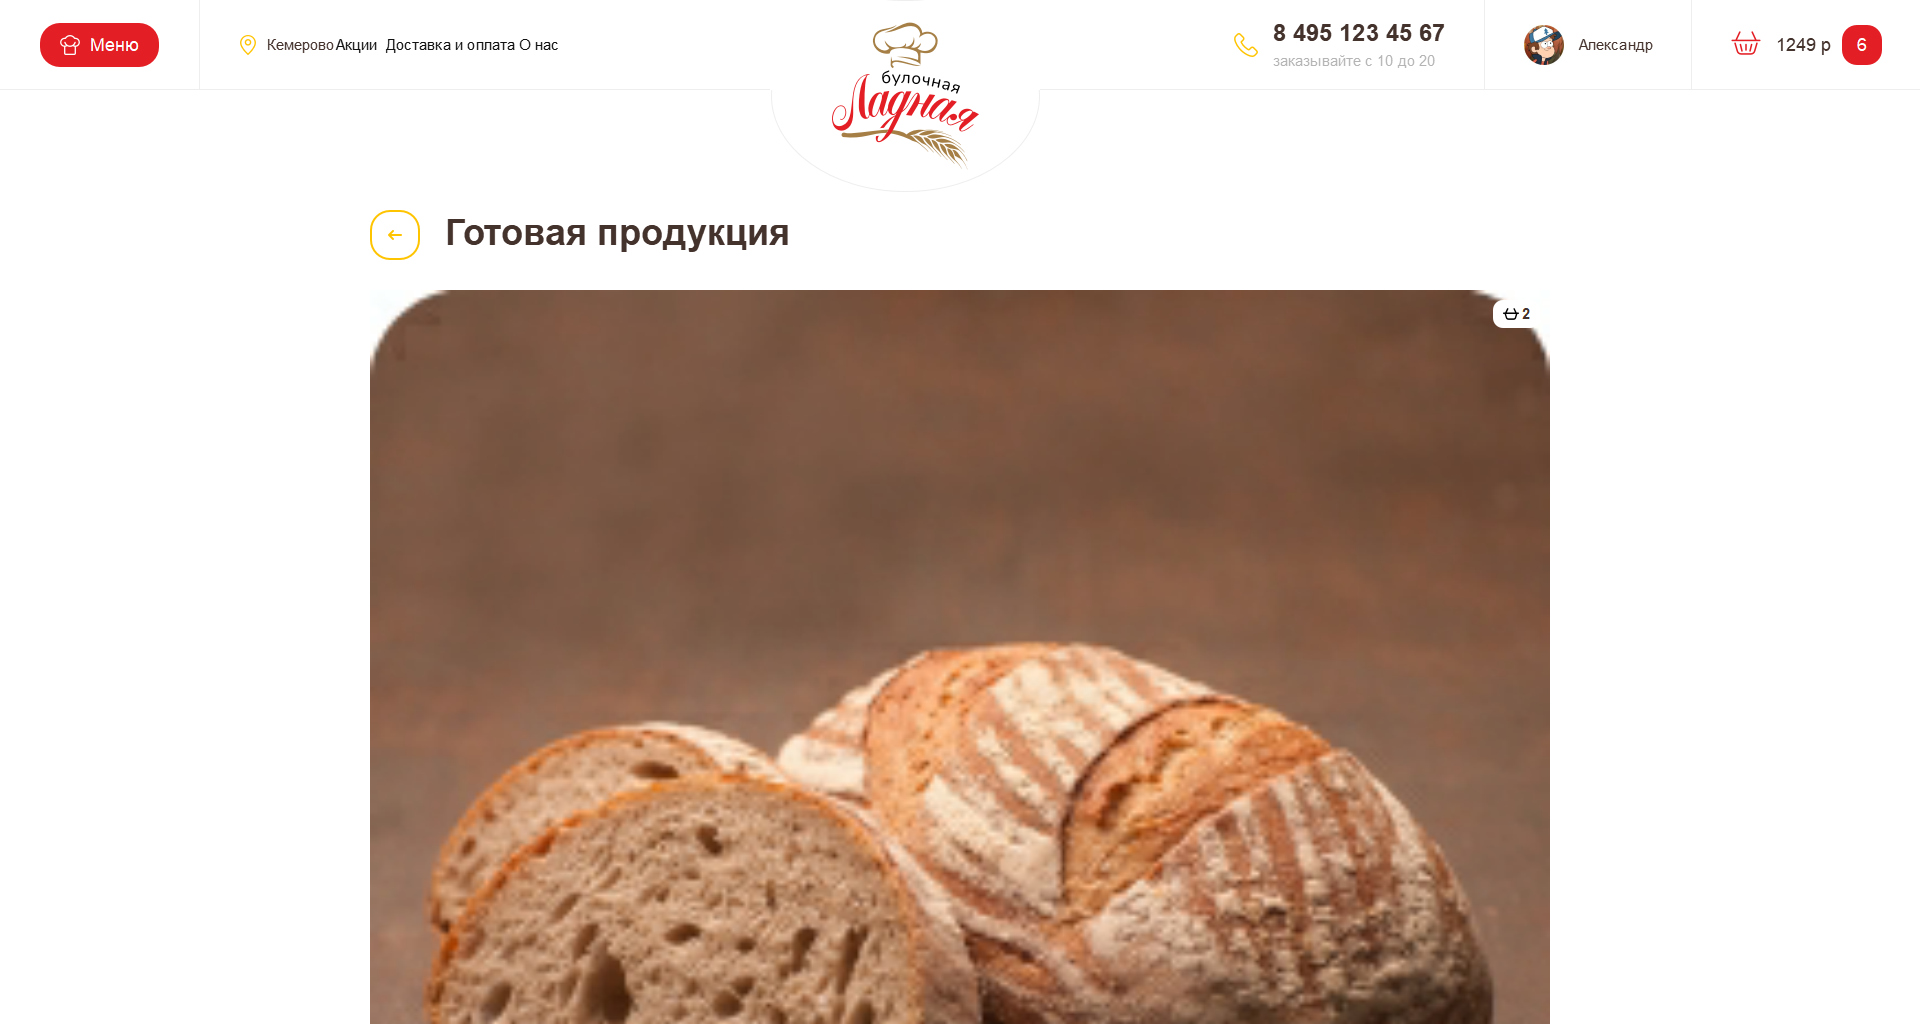 Меню
Кемерово Акции Доставка и оплата О нас
булочная
Ладная
8 495 123 45 67
заказывайте с 10 до 20
Александр
1249 р 6
Готовая продукция
2